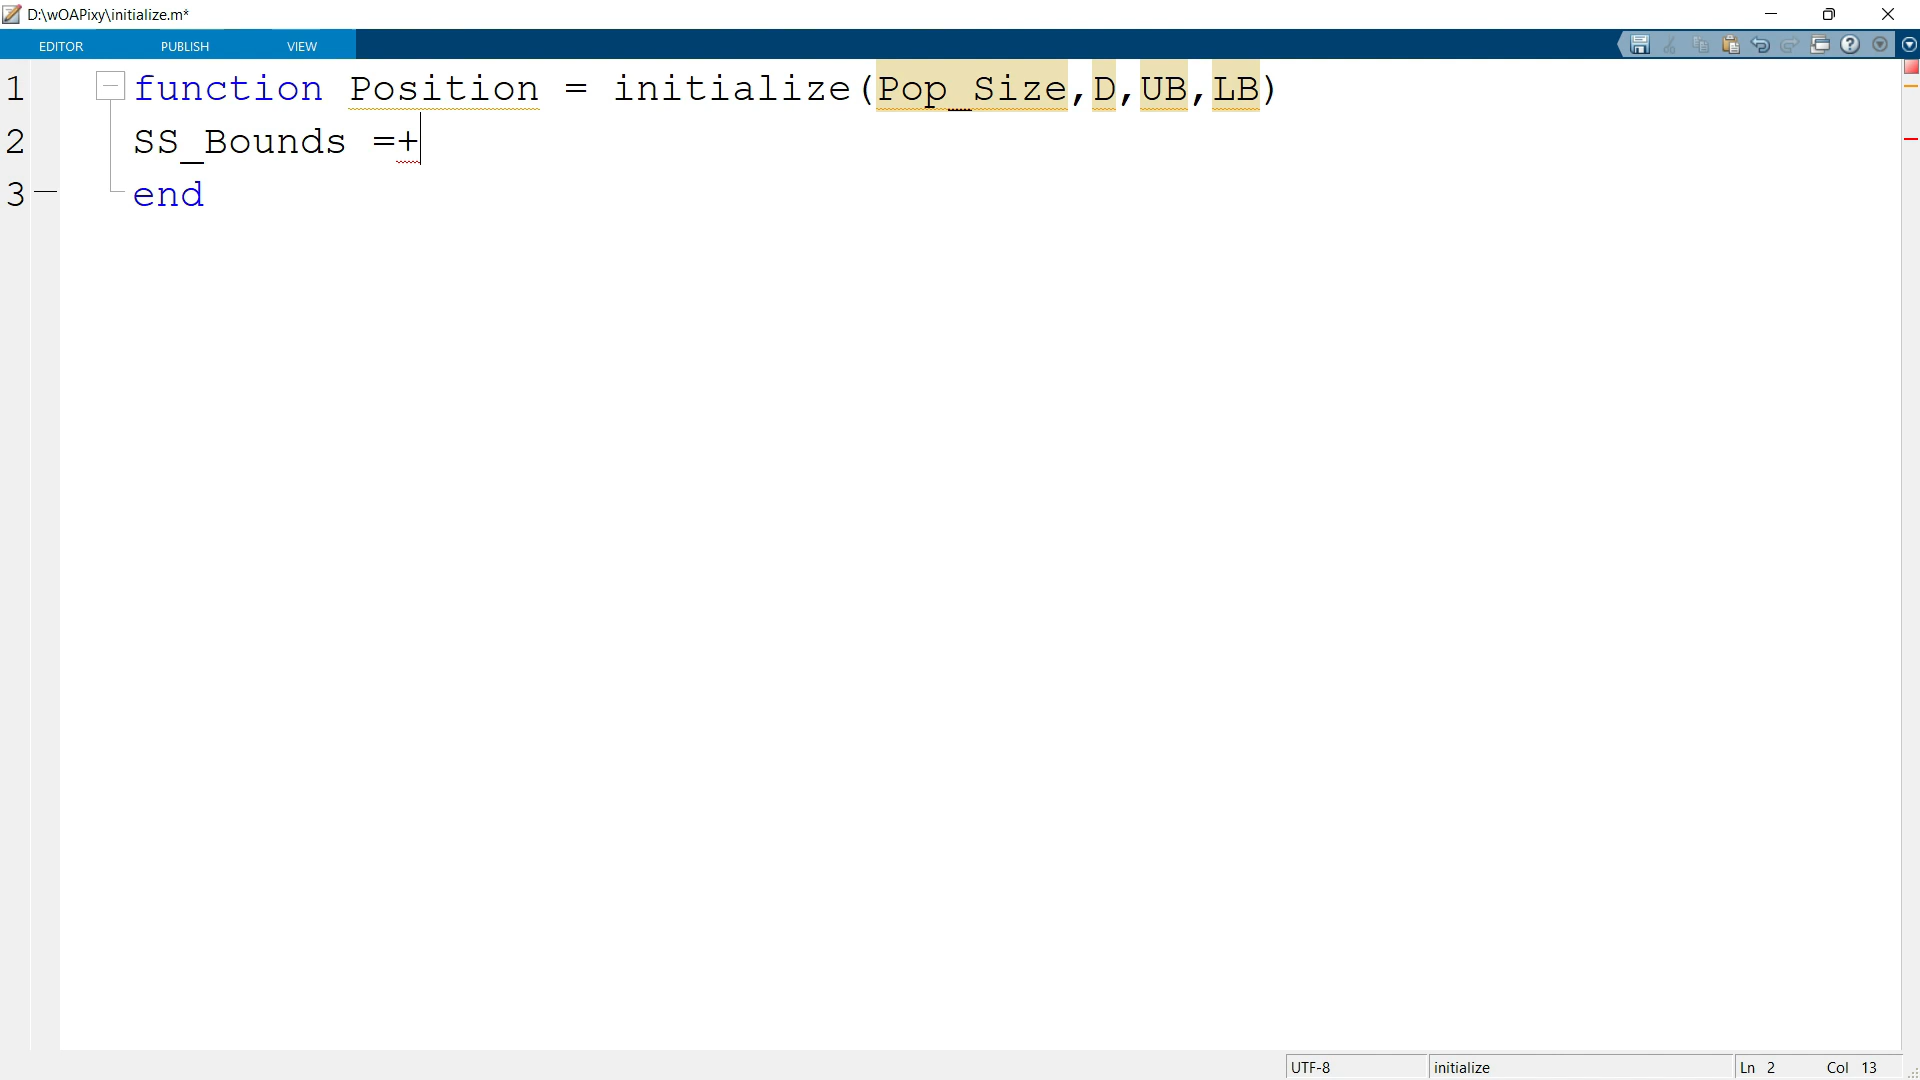 D:\wOAPixy\initialize.m*
EDITOR PUBLISH VIEW
1 function Position = initialize(Pop_Size,D,UB,LB)
2 SS_Bounds =+
3 end
UTF-8 initialize Ln 2 Col 13